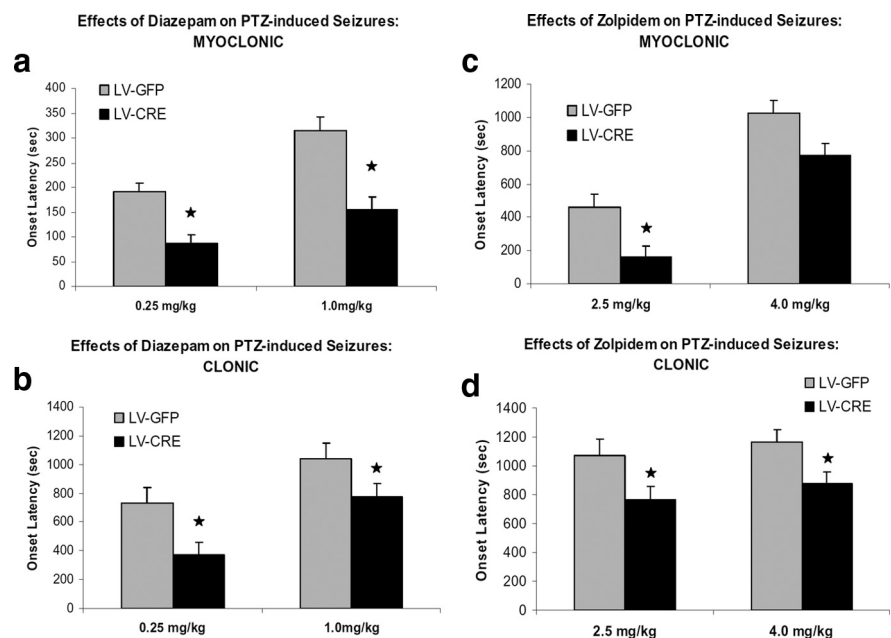 Effects of Diazepam on PTZ-induced Seizures:
MYOCLONIC
a
LV-GFP
LV-CRE
Onset Latency (sec)
400
350
300
250
200
150
100
50
0
0.25 mg/kg 1.0mg/kg
Effects of Diazepam on PTZ-induced Seizures:
CLONIC
b
LV-GFP
LV-CRE
Onset Latency (sec)
1400
1200
1000
800
600
400
200
0
0.25 mg/kg 1.0mg/kg
Effects of Zolpidem on PTZ-induced Seizures:
MYOCLONIC
c
LV-GFP
LV-CRE
Onset Latency (sec)
1200
1000
800
600
400
200
0
2.5 mg/kg 4.0 mg/kg
Effects of Zolpidem on PTZ-induced Seizures:
CLONIC
d
LV-GFP
LV-CRE
Onset Latency (sec)
1400
1200
1000
800
600
400
200
0
2.5 mg/kg 4.0 mg/kg